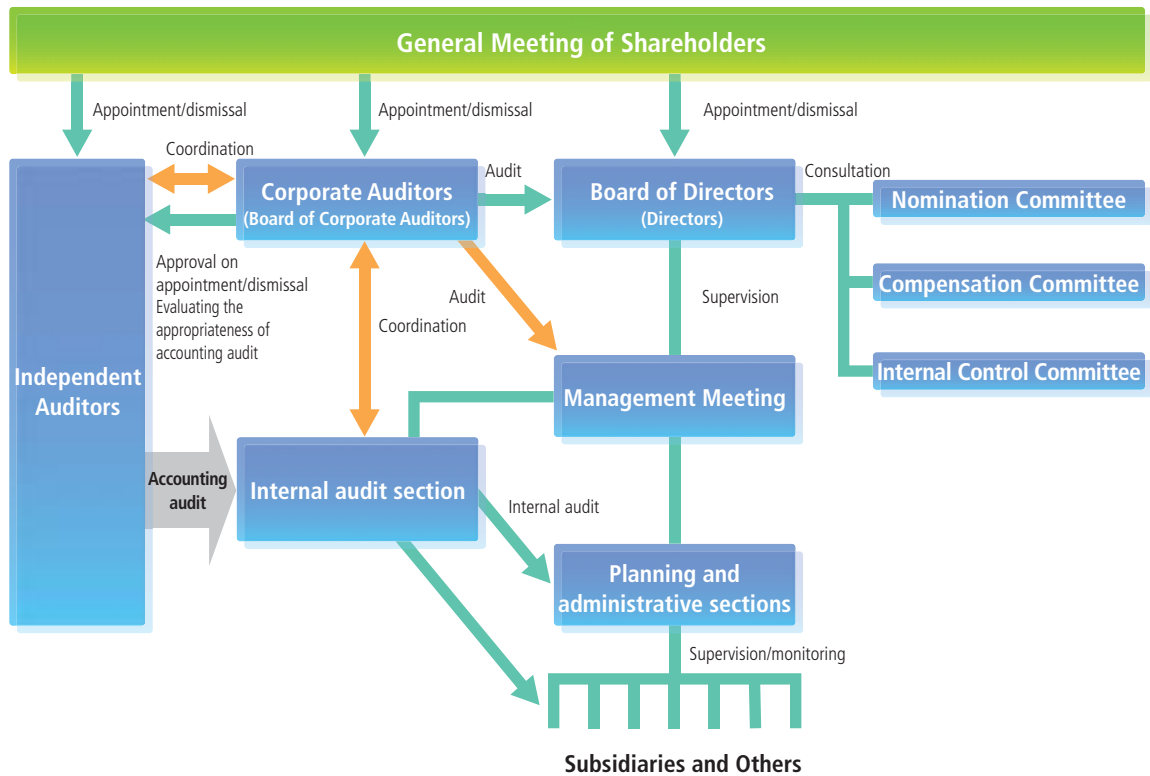 General Meeting of Shareholders
Appointment/dismissal
Appointment/dismissal
Appointment/dismissal
Coordination
Corporate Auditors
(Board of Corporate Auditors)
Audit
Board of Directors
(Directors)
Consultation
Nomination Committee
Compensation Committee
Internal Control Committee
Approval on
appointment/dismissal
Evaluating the
appropriateness of
accounting audit
Audit
Coordination
Supervision
Independent
Auditors
Management Meeting
Accounting
audit
Internal audit section
Internal audit
Planning and
administrative sections
Supervision/monitoring
Subsidiaries and Others